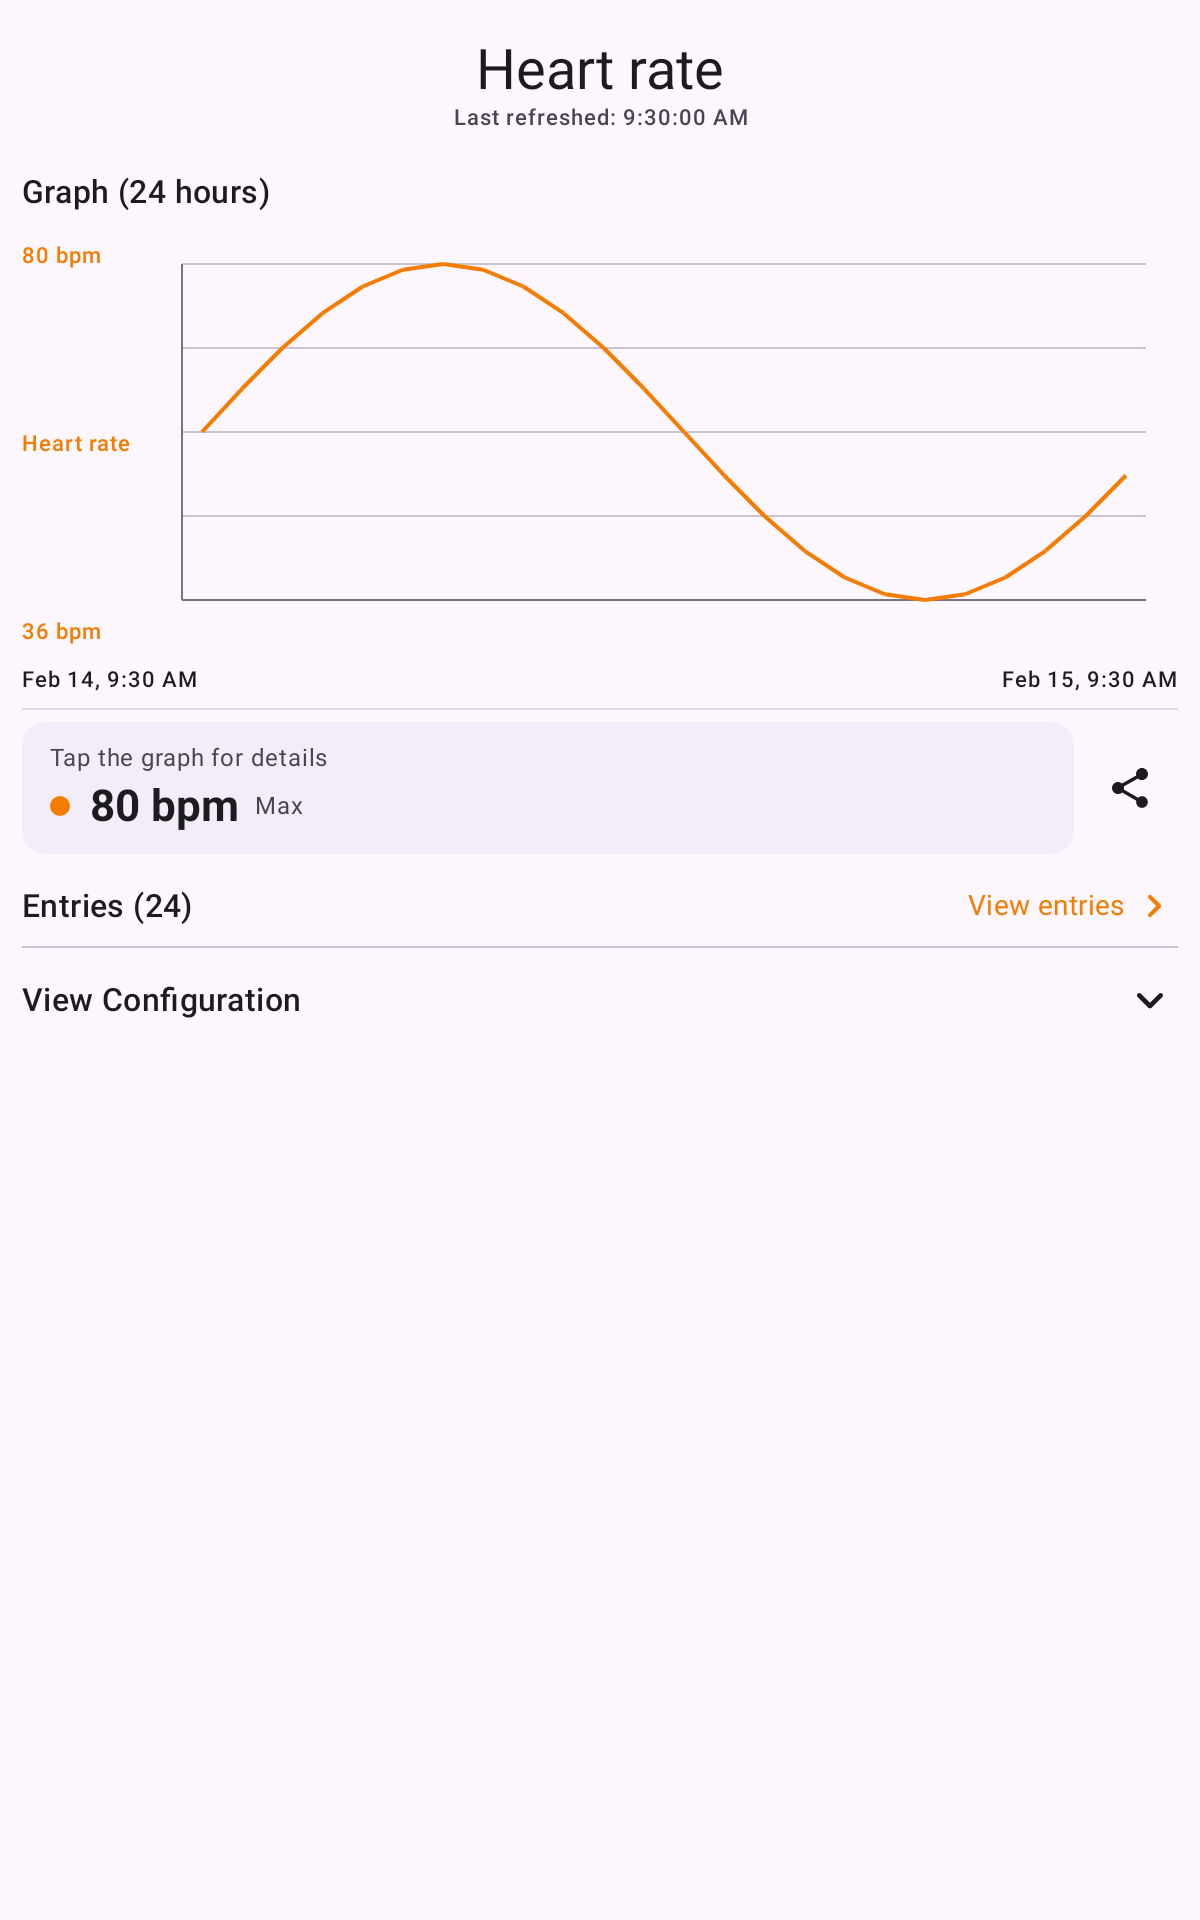 Heart rate
Last refreshed: 9:30:00 AM
Graph (24 hours)
80 bpm
Heart rate
36 bpm
Feb 14, 9:30 AM
Feb 15, 9:30 AM
Tap the graph for details
80 bpm Max
Entries (24)
View entries
View Configuration